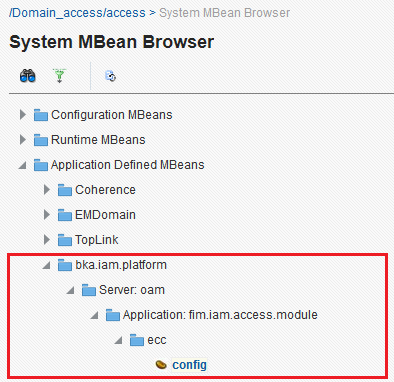 /Domain_access/access > System MBean Browser
System MBean Browser
Configuration MBeans
Runtime MBeans
Application Defined MBeans
Coherence
EMDomain
TopLink
bka.iam.platform
Server: oam
Application: fim.iam.access.module
ecc
config